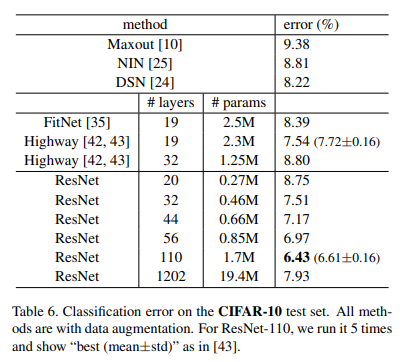 method error (%)
Maxout [10] 9.38
NIN [25] 8.81
DSN [24] 8.22
# layers # params
FitNet [35] 19 2.5M 8.39
Highway [42, 43] 19 2.3M 7.54 (7.72±0.16)
Highway [42, 43] 32 1.25M 8.80
ResNet 20 0.27M 8.75
ResNet 32 0.46M 7.51
ResNet 44 0.66M 7.17
ResNet 56 0.85M 6.97
ResNet 110 1.7M 6.43 (6.61±0.16)
ResNet 1202 19.4M 7.93
Table 6. Classification error on the CIFAR-10 test set. All meth-
ods are with data augmentation. For ResNet-110, we run it 5 times
and show “best (mean±std)” as in [43].